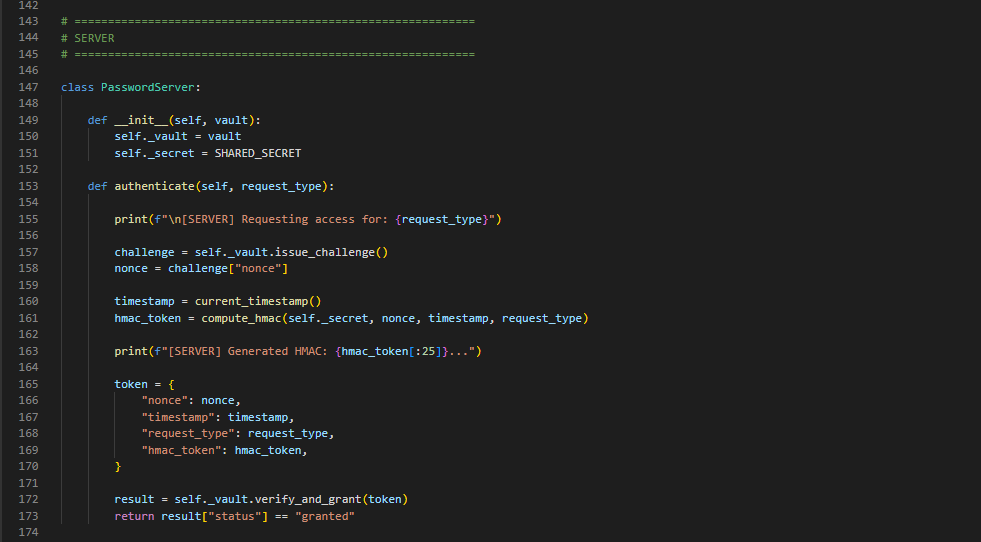 142
143 # ============================================================
144 # SERVER
145 # ============================================================
146
147 class PasswordServer:
148
149     def __init__(self, vault):
150         self._vault = vault
151         self._secret = SHARED_SECRET
152
153     def authenticate(self, request_type):
154
155         print(f"\n[SERVER] Requesting access for: {request_type}")
156
157         challenge = self._vault.issue_challenge()
158         nonce = challenge["nonce"]
159
160         timestamp = current_timestamp()
161         hmac_token = compute_hmac(self._secret, nonce, timestamp, request_type)
162
163         print(f"[SERVER] Generated HMAC: {hmac_token[:25]}...")
164
165         token = {
166             "nonce": nonce,
167             "timestamp": timestamp,
168             "request_type": request_type,
169             "hmac_token": hmac_token,
170         }
171
172         result = self._vault.verify_and_grant(token)
173         return result["status"] == "granted"
174